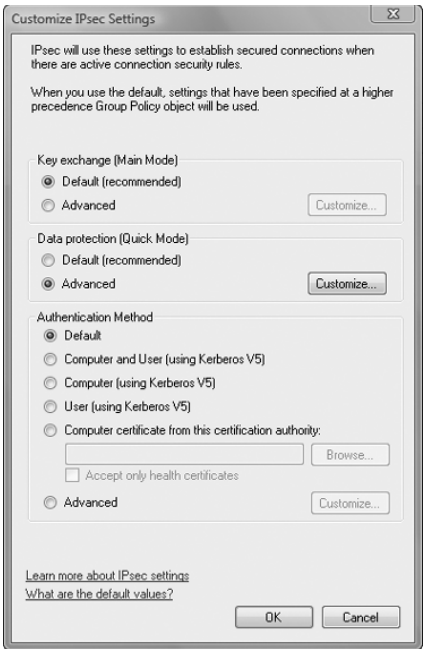 Customize IPsec Settings
IPsec will use these settings to establish secured connections when
there are active connection security rules.
When you use the default, settings that have been specified at a higher
precedence Group Policy object will be used.
Key exchange (Main Mode)
Default (recommended)
Advanced
Customize...
Data protection (Quick Mode)
Default (recommended)
Advanced
Customize...
Authentication Method
Default
Computer and User (using Kerberos V5)
Computer (using Kerberos V5)
User (using Kerberos V5)
Computer certificate from this certification authority:
Browse...
Accept only health certificates
Advanced
Customize...
Learn more about IPsec settings
What are the default values?
OK
Cancel